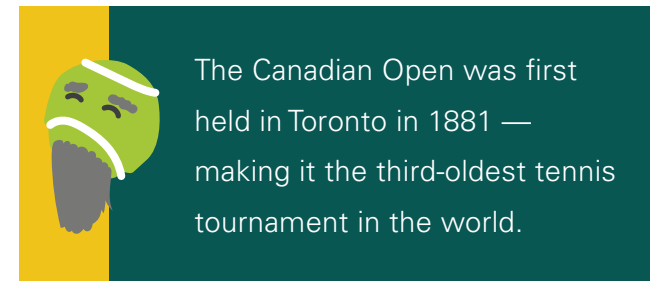 The Canadian Open was first
held in Toronto in 1881 —
making it the third-oldest tennis
tournament in the world.